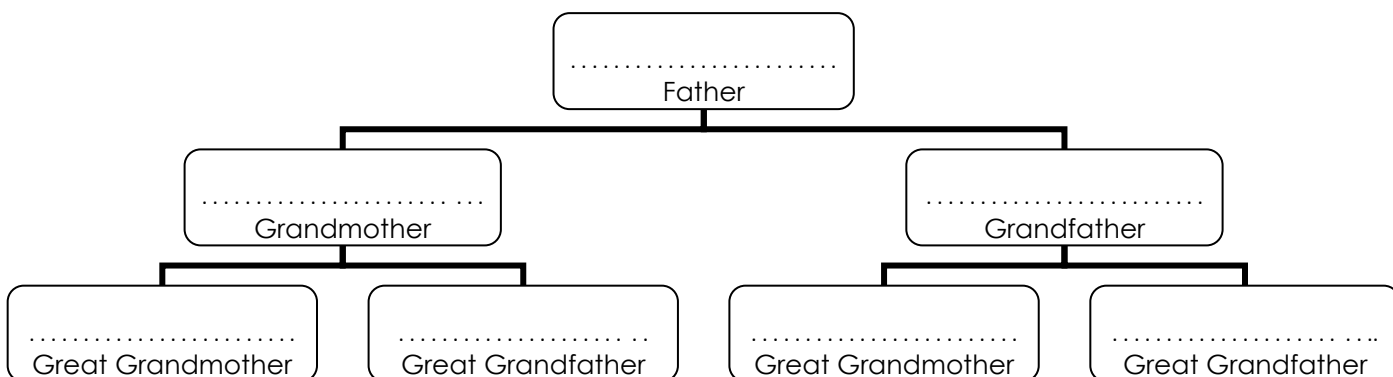 . . . . . . . . . . . . . . . . . . . . . . . . .
Father
. . . . . . . . . . . . . . . . . . . . . . . . . .
Grandmother
. . . . . . . . . . . . . . . . . . . . . . . . . .
Grandfather
. . . . . . . . . . . . . . . . . . . . . . . . .
Great Grandmother
. . . . . . . . . . . . . . . . . . . . . . . .
Great Grandfather
. . . . . . . . . . . . . . . . . . . . . . . . .
Great Grandmother
. . . . . . . . . . . . . . . . . . . . . . . . .
Great Grandfather